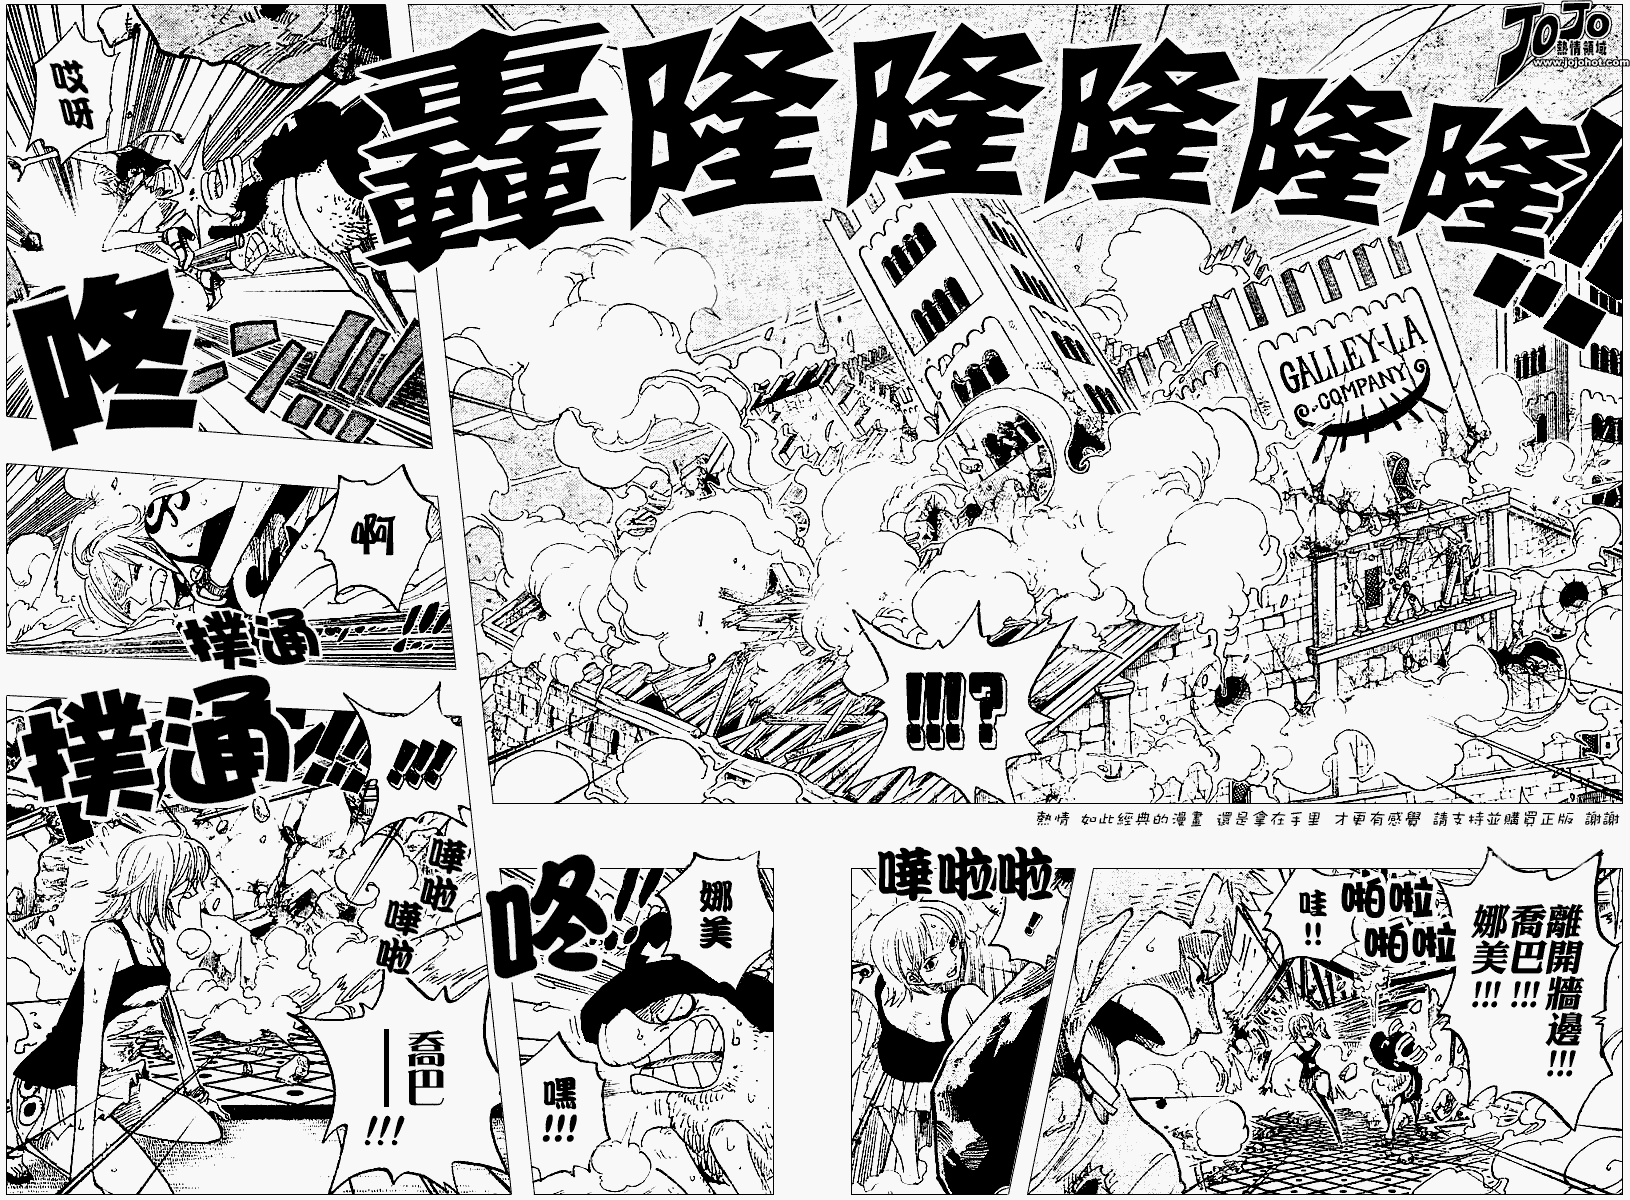 JOJO
熱情領域
www.jojohot.com
轟隆隆隆隆隆!!!
GALLEY-LA
COMPANY
!!!?
熱情 如此經典的漫畫 還是拿在手里 才更有感覺 請支持並購買正版 謝謝
離開牆邊!!!
喬巴!!!
娜美!!!
啪啦
啪啦
哇!!
嘩啦啦
!
娜美
咚!!
嘿!!!
哎呀
咚
啊
!!!
撲通
撲通
!!!
!!!
嘩啦
嘩啦
喬巴
——!!!